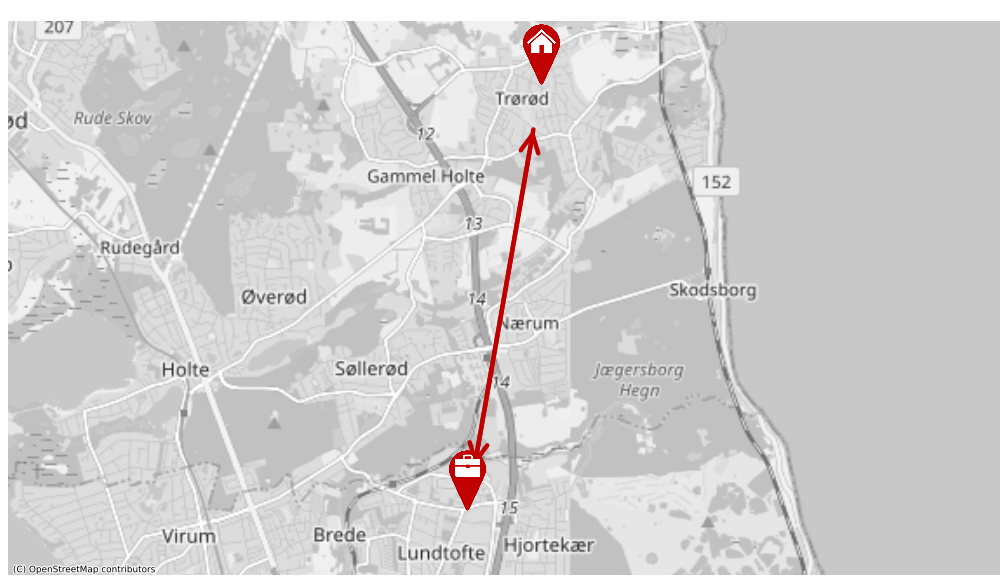 207
Trørød
ød
Rude Skov
12
Gammel Holte
152
13
Rudegård
Skodsborg
Øverød
14
Nærum
Søllerød
Holte
Jægersborg
Hegn
14
15
Virum
Brede
Lundtofte
Hjortekær
(C) OpenStreetMap contributors